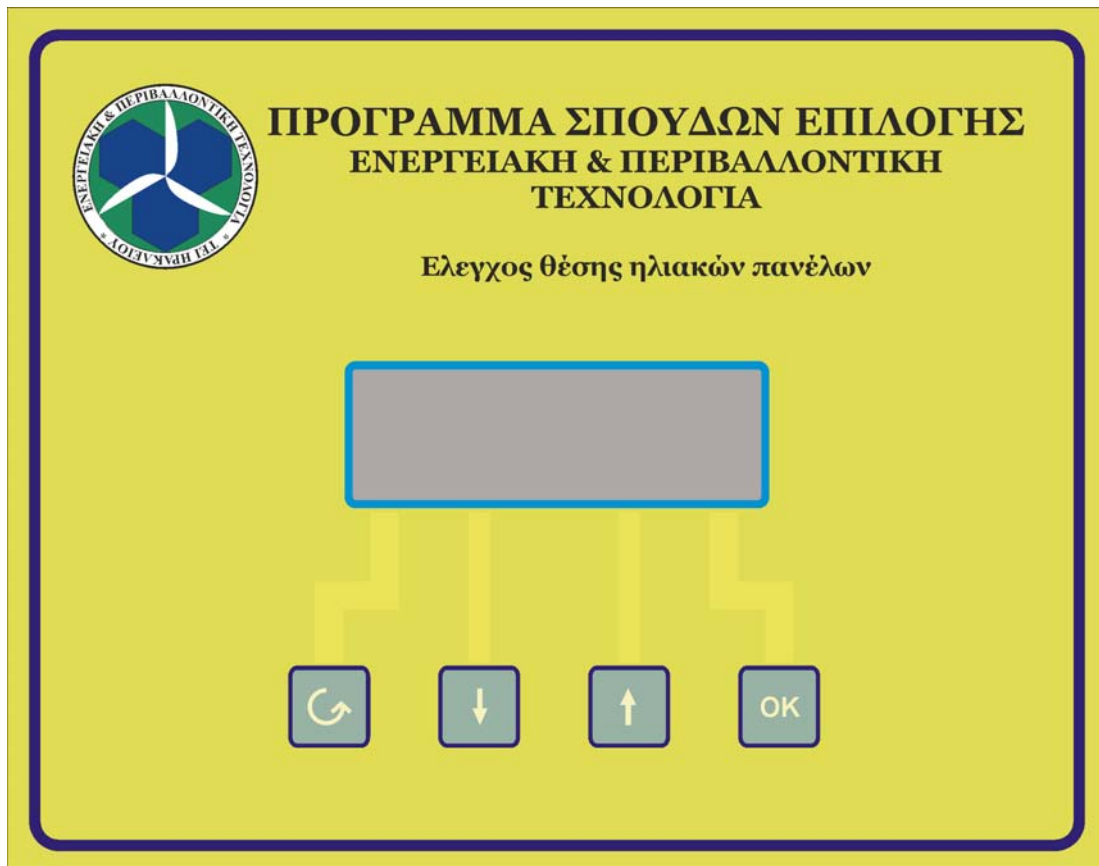 ΕΝΕΡΓΕΙΑΚΗ & ΠΕΡΙΒΑΛΛΟΝΤΙΚΗ ΤΕΧΝΟΛΟΓΙΑ
ΤΕΙ ΗΡΑΚΛΕΙΟΥ
ΠΡΟΓΡΑΜΜΑ ΣΠΟΥΔΩΝ ΕΠΙΛΟΓΗΣ
ΕΝΕΡΓΕΙΑΚΗ & ΠΕΡΙΒΑΛΛΟΝΤΙΚΗ
ΤΕΧΝΟΛΟΓΙΑ
Ελεγχος θέσης ηλιακών πανέλων
OK